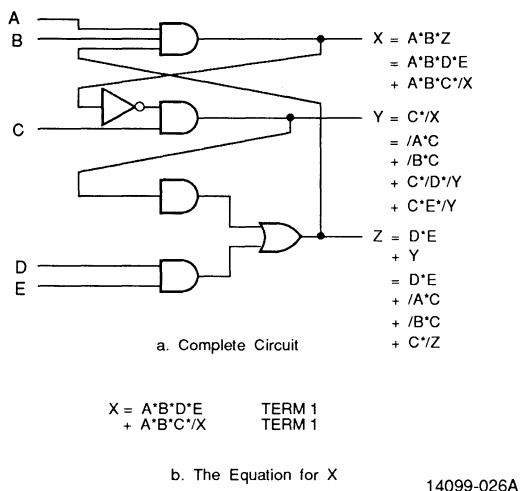 A
B
C
D
E
X = A*B*Z
= A*B*D*E
+ A*B*C*/X
Y = C*/X
= /A*C
+ /B*C
+ C*/D*/Y
+ C*E*/Y
Z = D*E
+ Y
= D*E
+ /A*C
+ /B*C
+ C*/Z
a. Complete Circuit
X = A*B*D*E TERM 1
+ A*B*C*/X TERM 1
b. The Equation for X
14099-026A